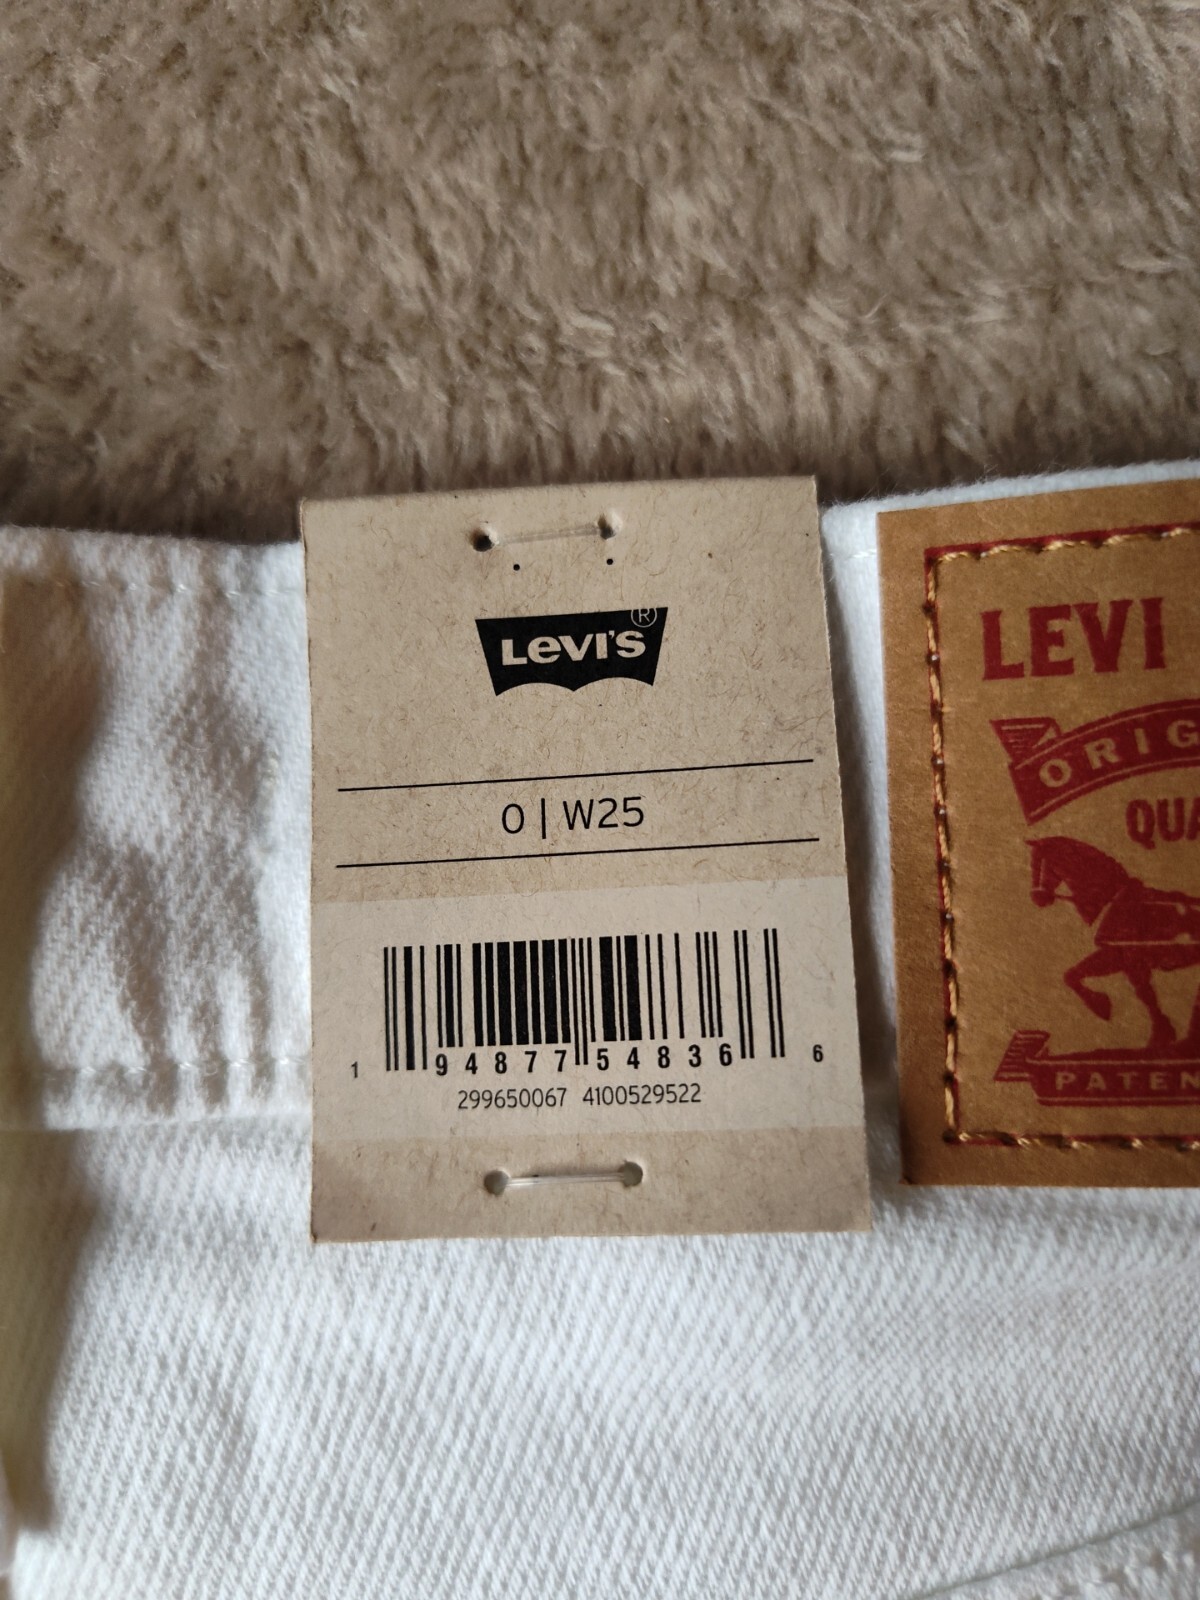 LEVI'S®
0 | W25
1 94877 54836 6
299650067 4100529522
LEVI
ORIG
QUA
PATEN